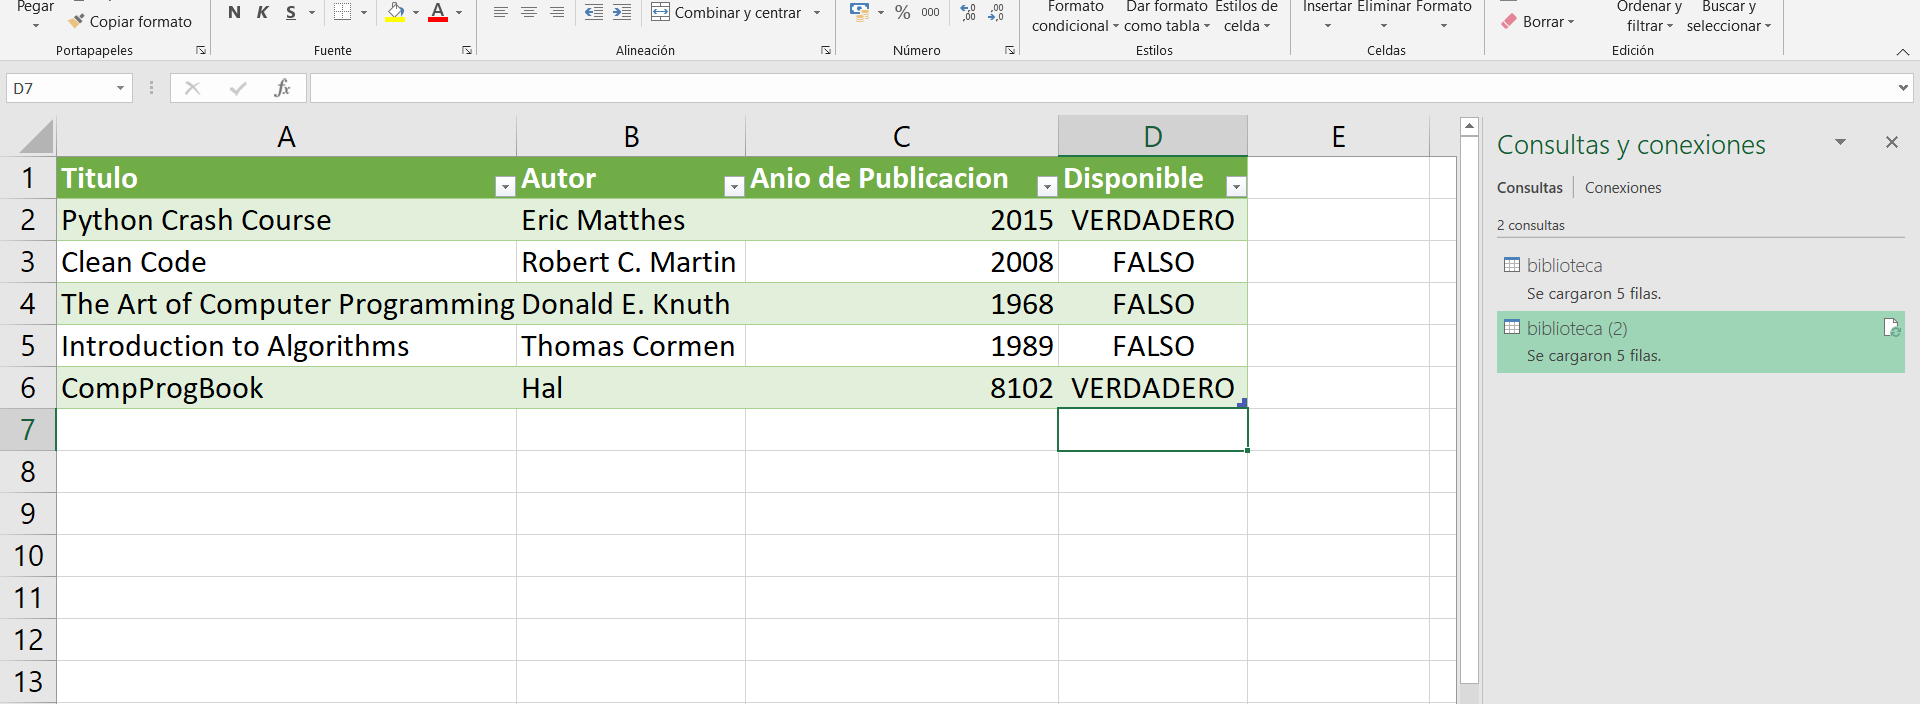 Pegar
Copiar formato
Portapapeles
N K S
Fuente
Combinar y centrar
Alineación
% 000
Número
Formato condicional
Dar formato como tabla
Estilos de celda
Estilos
Insertar Eliminar Formato
Celdas
Borrar
Ordenar y filtrar
Buscar y seleccionar
Edición
D7
fx
A B C D E
1 Titulo Autor Anio de Publicacion Disponible
2 Python Crash Course Eric Matthes 2015 VERDADERO
3 Clean Code Robert C. Martin 2008 FALSO
4 The Art of Computer Programming Donald E. Knuth 1968 FALSO
5 Introduction to Algorithms Thomas Cormen 1989 FALSO
6 CompProgBook Hal 8102 VERDADERO
7
8
9
10
11
12
13
Consultas y conexiones
Consultas Conexiones
2 consultas
biblioteca
Se cargaron 5 filas.
biblioteca (2)
Se cargaron 5 filas.